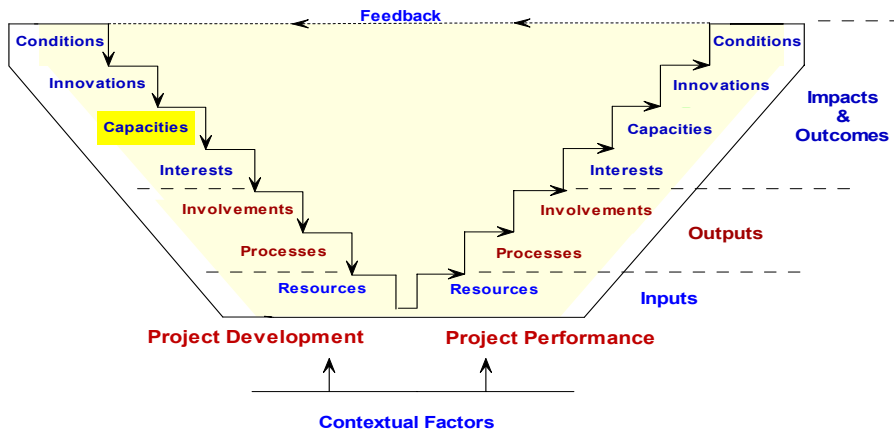 Feedback
Conditions
Conditions
Innovations
Innovations
Capacities
Capacities
Impacts
&
Outcomes
Interests
Interests
Involvements
Involvements
Processes
Processes
Outputs
Resources
Resources
Inputs
Project Development
Project Performance
Contextual Factors